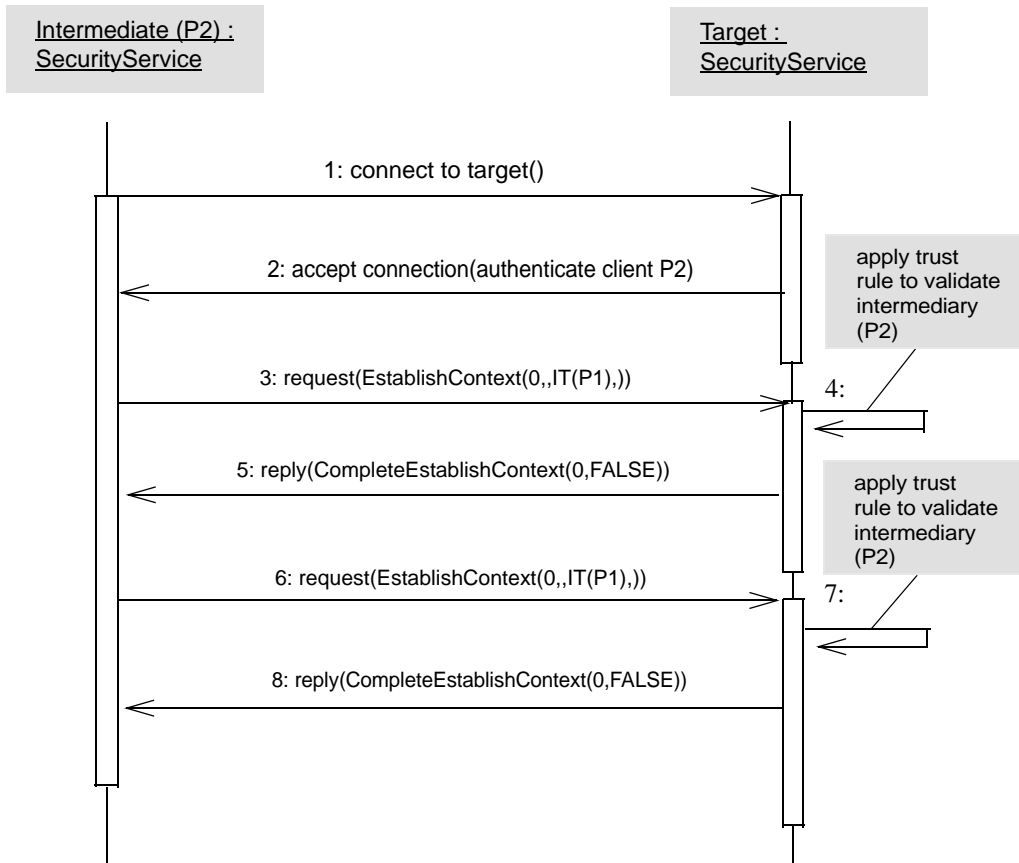 Intermediate (P2) :
SecurityService
Target :
SecurityService
1: connect to target()
2: accept connection(authenticate client P2)
apply trust
rule to validate
intermediary
(P2)
3: request(EstablishContext(0,,IT(P1),))
4:
5: reply(CompleteEstablishContext(0,FALSE))
apply trust
rule to validate
intermediary
(P2)
6: request(EstablishContext(0,,IT(P1),))
7:
8: reply(CompleteEstablishContext(0,FALSE))